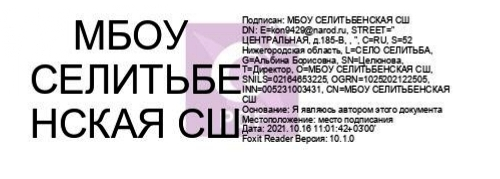 МБОУ
СЕЛИТЬБЕ
НСКАЯ СШ
Подписан: МБОУ СЕЛИТЬБЕНСКАЯ СШ
DN: E=kon9429@narod.ru, STREET="
ЦЕНТРАЛЬНАЯ, д.185-В, , ", C=RU, S=52
Нижегородская область, L=СЕЛО СЕЛИТЬБА,
G=Альбина Борисовна, SN=Целюнова,
T=Директор, O=МБОУ СЕЛИТЬБЕНСКАЯ СШ,
SNILS=02164653225, OGRN=1025202122505,
INN=005231003431, CN=МБОУ СЕЛИТЬБЕНСКАЯ
СШ
Основание: Я являюсь автором этого документа
Местоположение: место подписания
Дата: 2021.10.16 11:01:42+03'00'
Foxit Reader Версия: 10.1.0